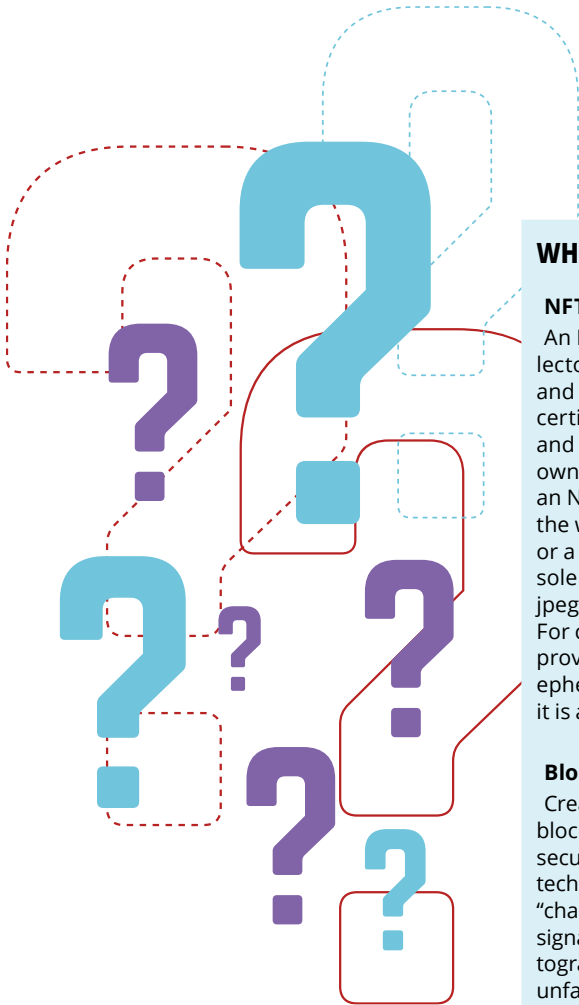 WH
NFT
An
lecto
and
certi
and
own
an N
the w
or a
sole
jpeg
For d
prov
ephe
it is a
Blo
Crea
bloc
secu
tech
“cha
signa
togra
unfa